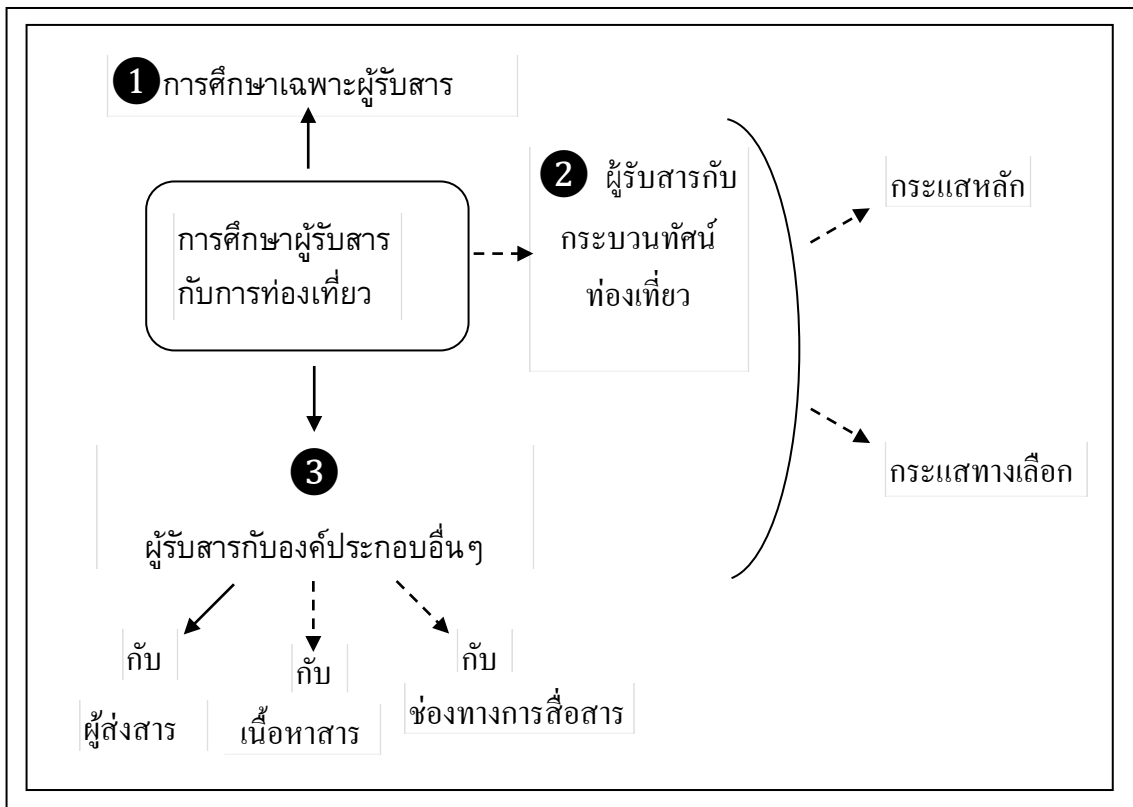 ❶การศึกษาเฉพาะผู้รับสาร
การศึกษาผู้รับสาร
กับการท่องเที่ยว
❷ ผู้รับสารกับ
กระบวนทัศน์
ท่องเที่ยว
กระแสหลัก
กระแสทางเลือก
❸
ผู้รับสารกับองค์ประกอบอื่นๆ
กับ
ผู้ส่งสาร
กับ
เนื้อหาสาร
กับ
ช่องทางการสื่อสาร